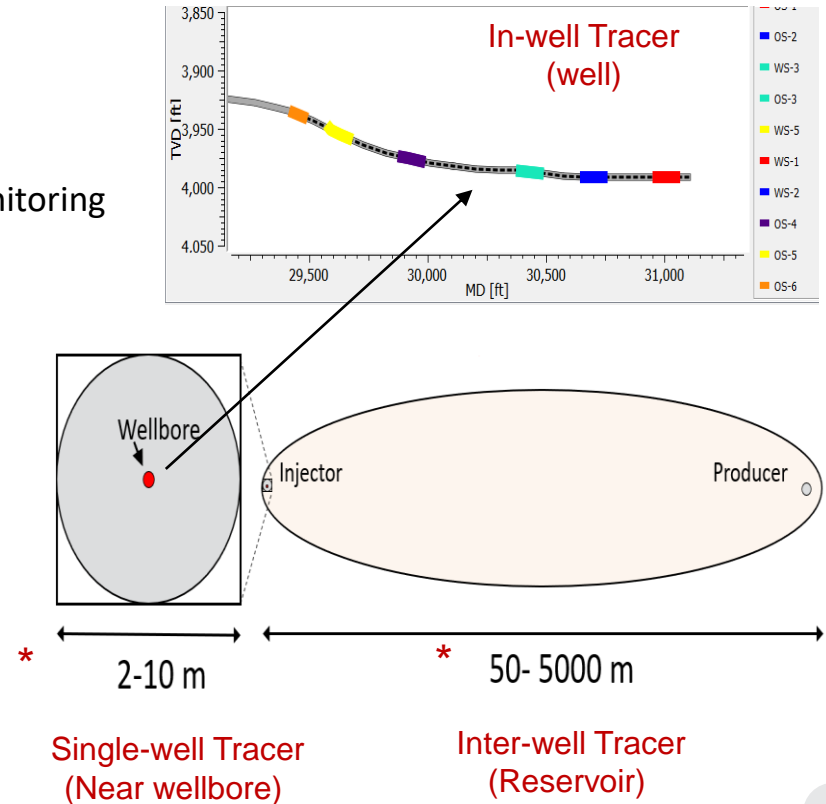 3,850
3,900
3,950
4,000
4.050
TVD [ft]
In-well Tracer
(well)
29,500
30,000
30,500
31,000
MD [ft]
OS-2
WS-3
OS-3
WS-5
WS-1
WS-2
OS-4
OS-5
OS-6
nitoring
Wellbore
Injector
Producer
*
2-10 m
*
50- 5000 m
Single-well Tracer
(Near wellbore)
Inter-well Tracer
(Reservoir)